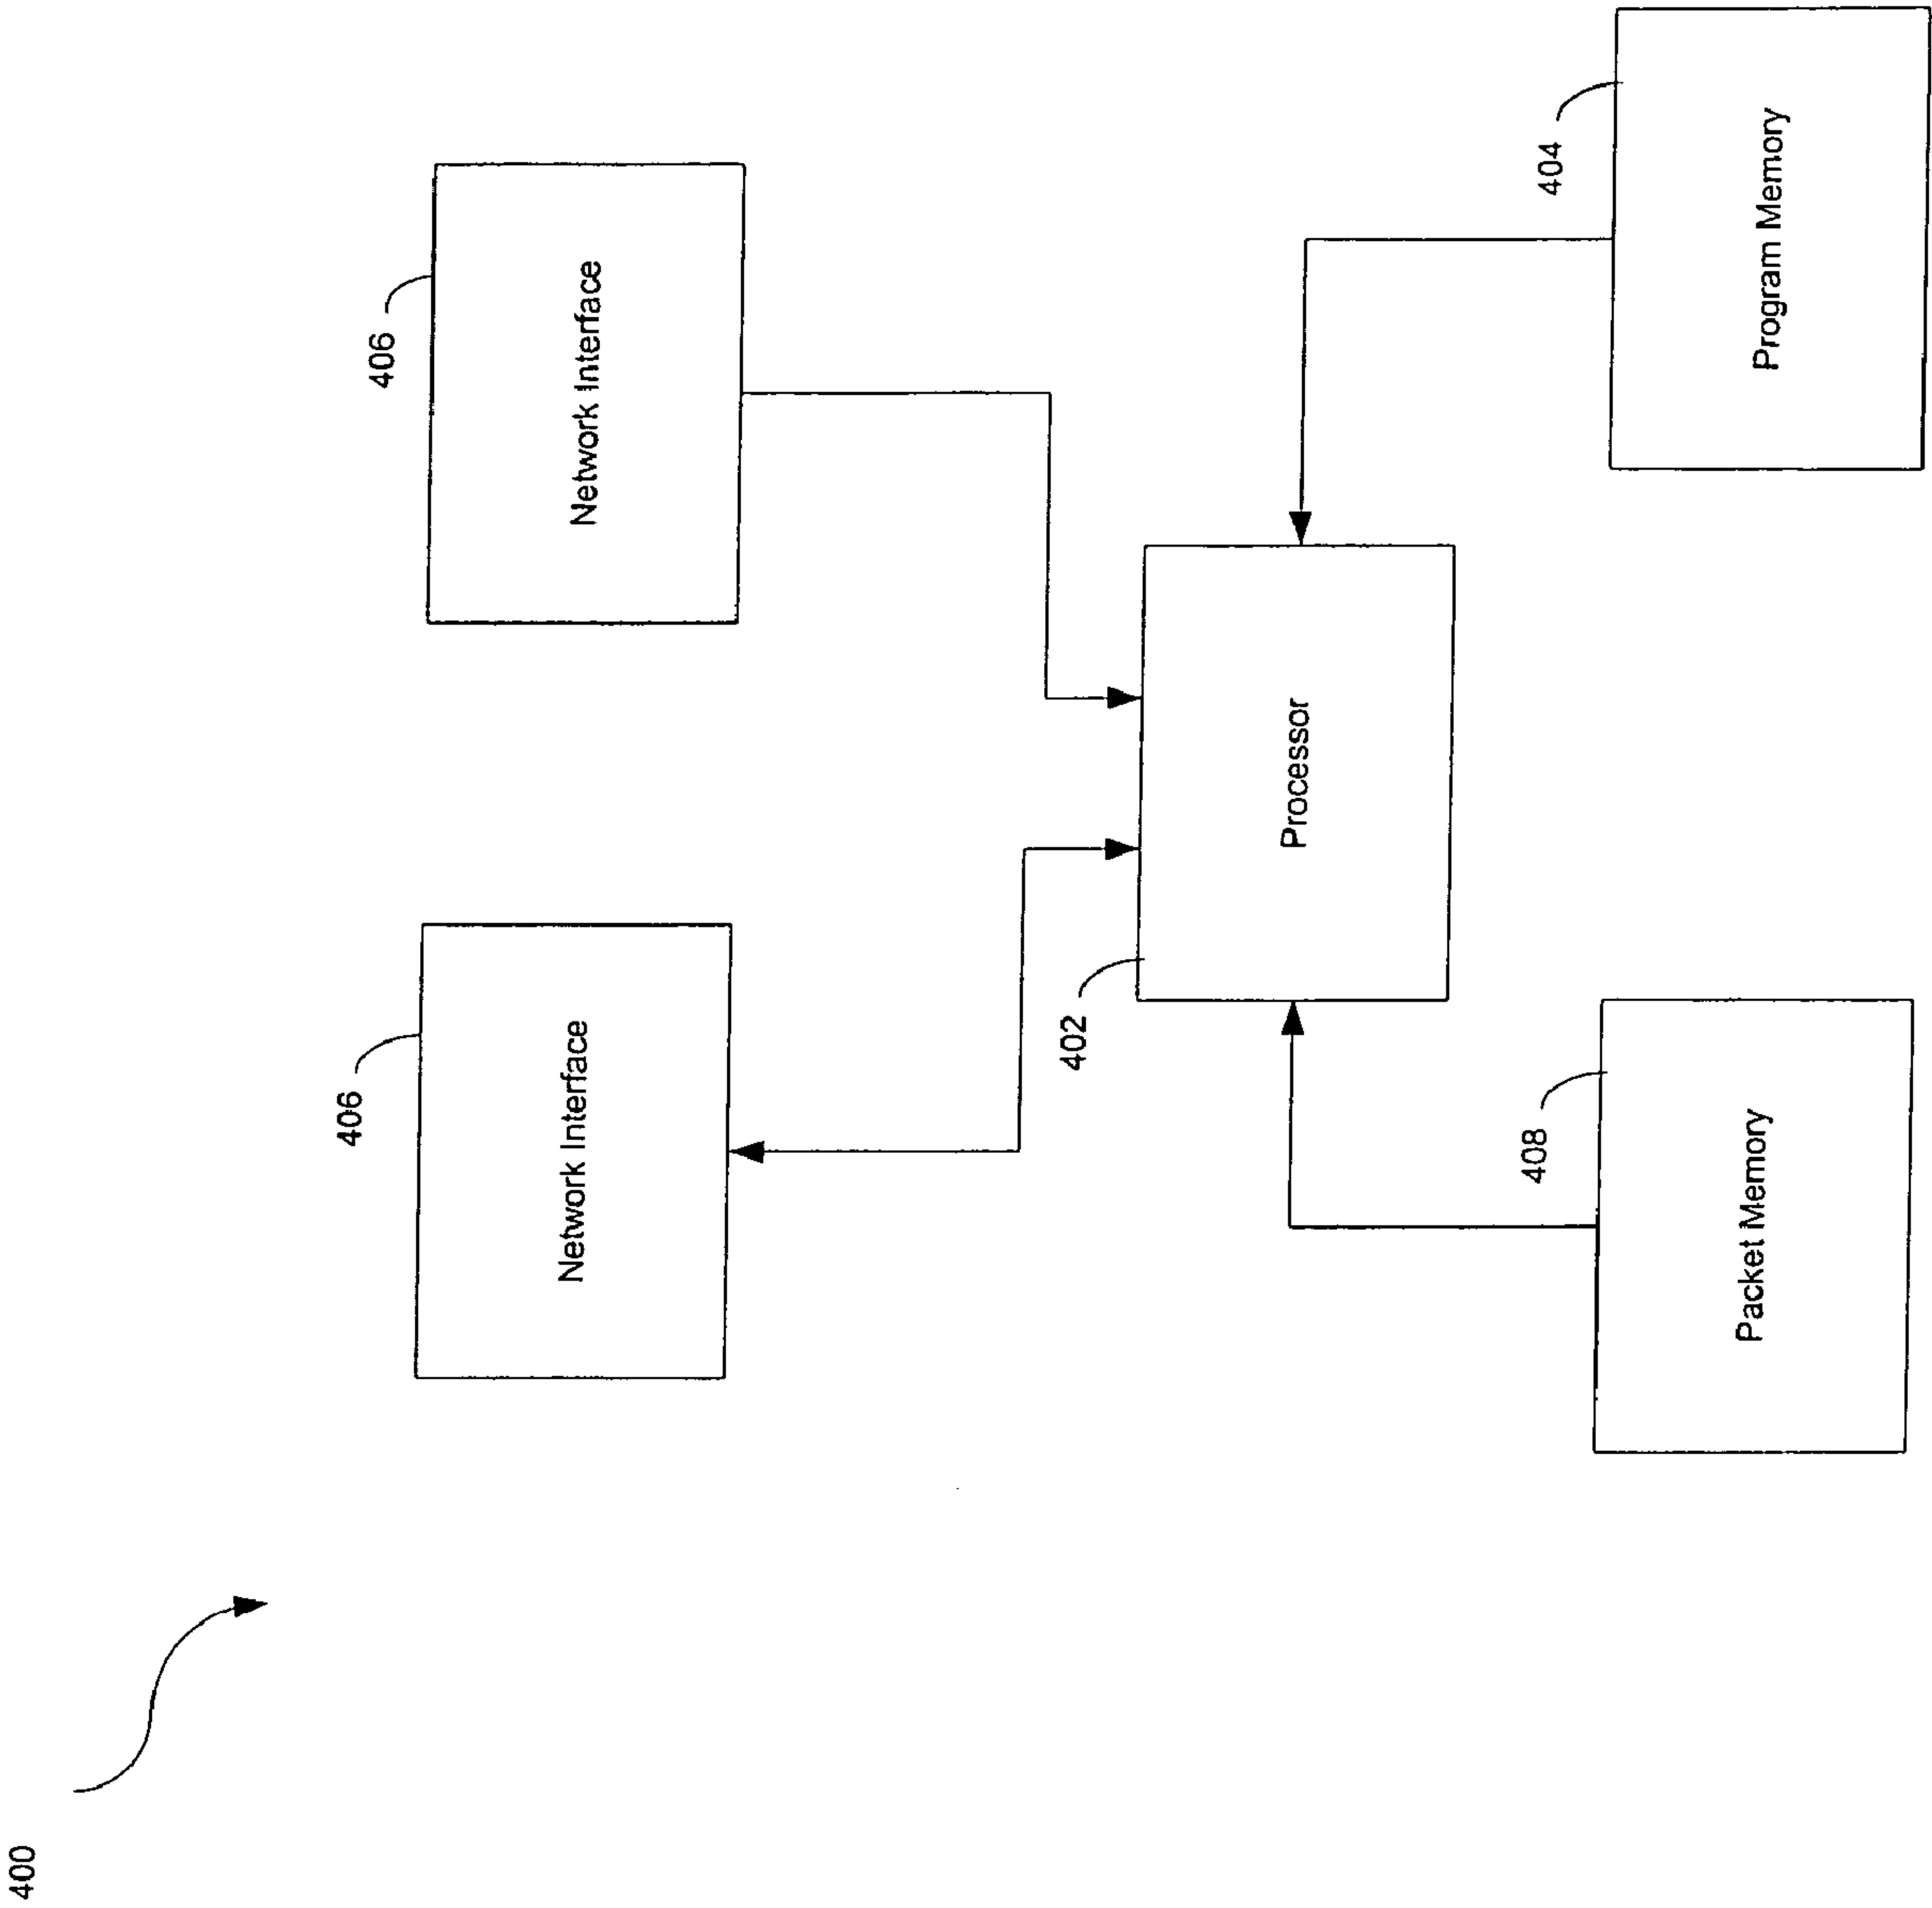 400
406
Network Interface
406
Network Interface
402
Processor
408
Packet Memory
404
Program Memory